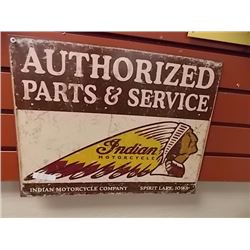 AUTHORIZED
PARTS & SERVICE
Indian
MOTORCYCLE
INDIAN MOTORCYCLE COMPANY SPIRIT LAKE, IOWA